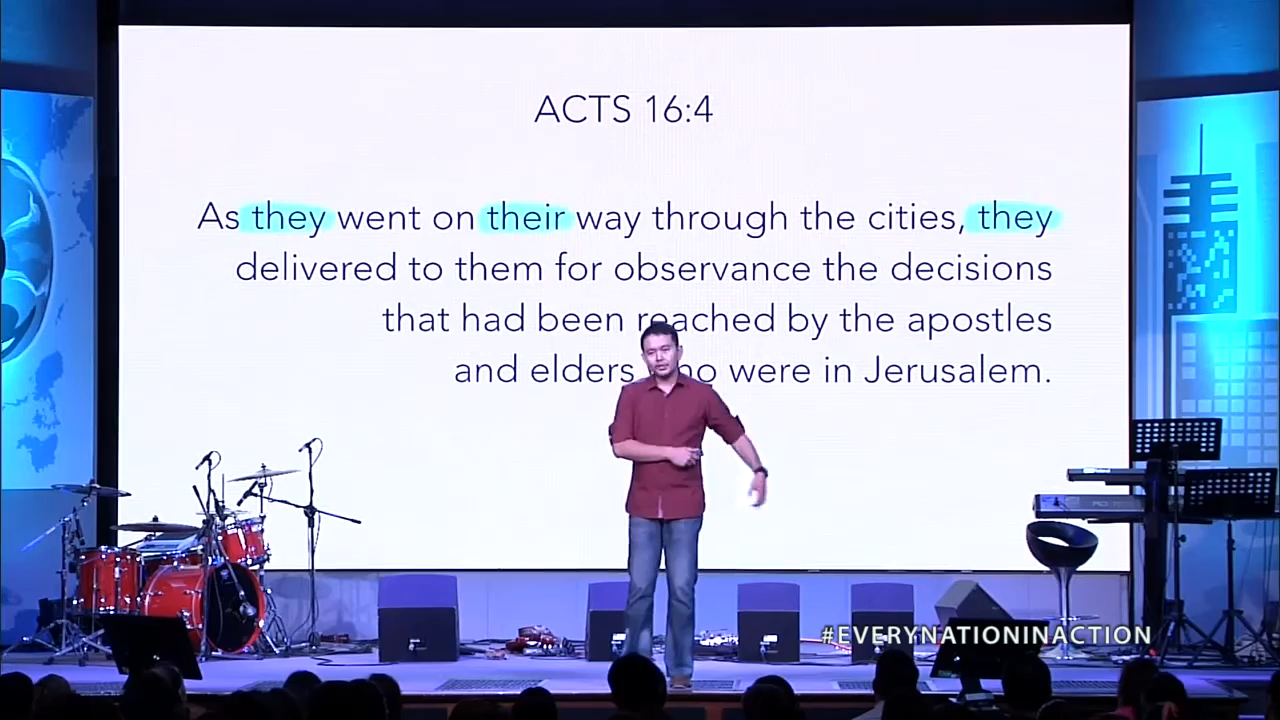 ACTS 16:4
As they went on their way through the cities, they
delivered to them for observance the decisions
that had been reached by the apostles
and elders who were in Jerusalem.
#EVERYNATIONINACTION